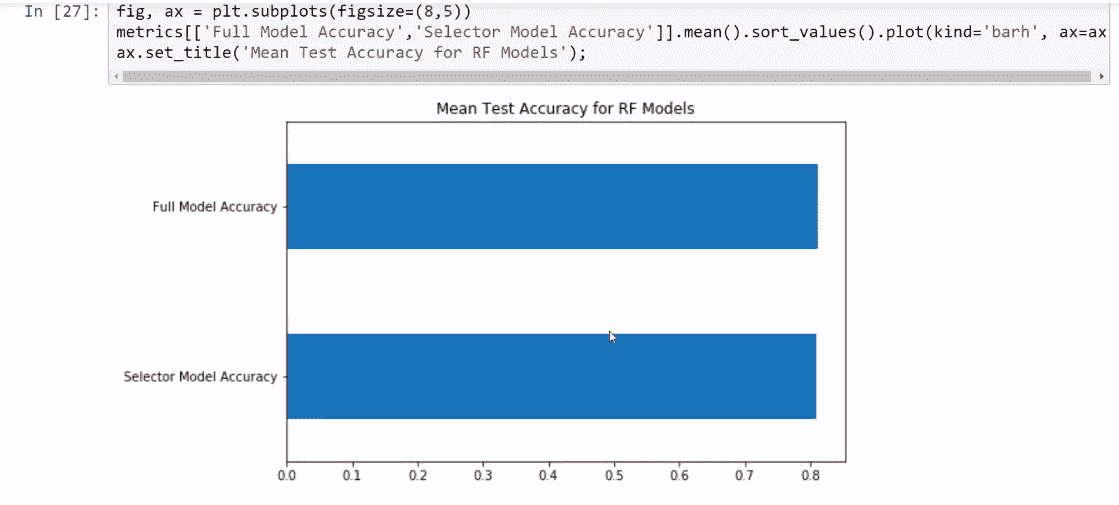 In [27]: fig, ax = plt.subplots(figsize=(8,5))
metrics[['Full Model Accuracy','Selector Model Accuracy']].mean().sort_values().plot(kind='barh', ax=ax
ax.set_title('Mean Test Accuracy for RF Models');
Mean Test Accuracy for RF Models
Full Model Accuracy
Selector Model Accuracy
0.0 0.1 0.2 0.3 0.4 0.5 0.6 0.7 0.8